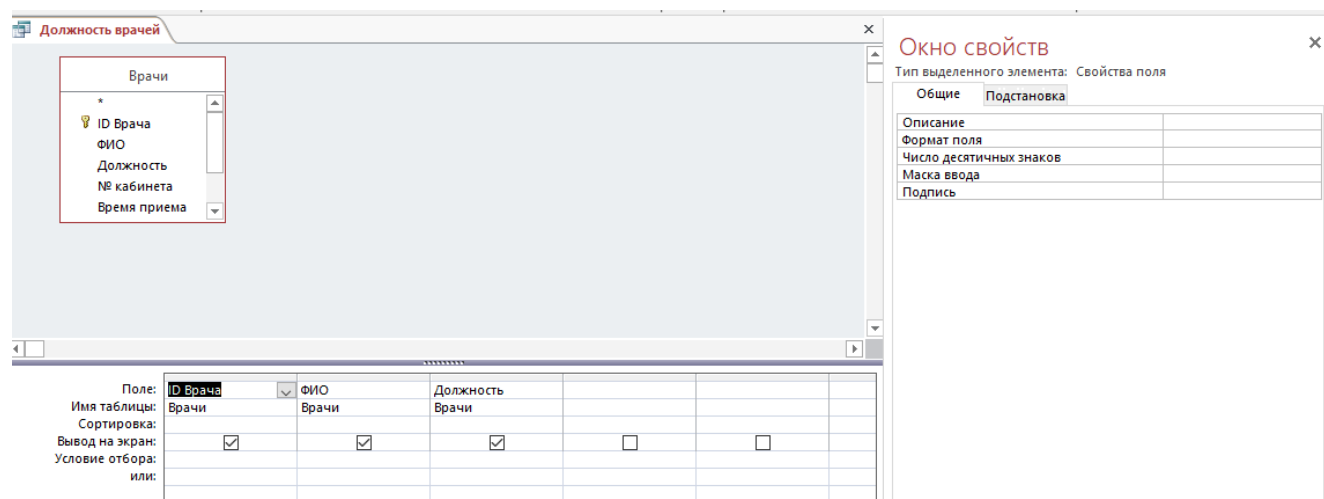 Должность врачей
Врачи
*
ID Врача
ФИО
Должность
№ кабинета
Время приема
Окно свойств
Тип выделенного элемента: Свойства поля
Общие Подстановка
Описание
Формат поля
Число десятичных знаков
Маска ввода
Подпись
Поле: ID Врача ФИО Должность
Имя таблицы: Врачи Врачи Врачи
Сортировка:
Вывод на экран:
Условие отбора:
или: